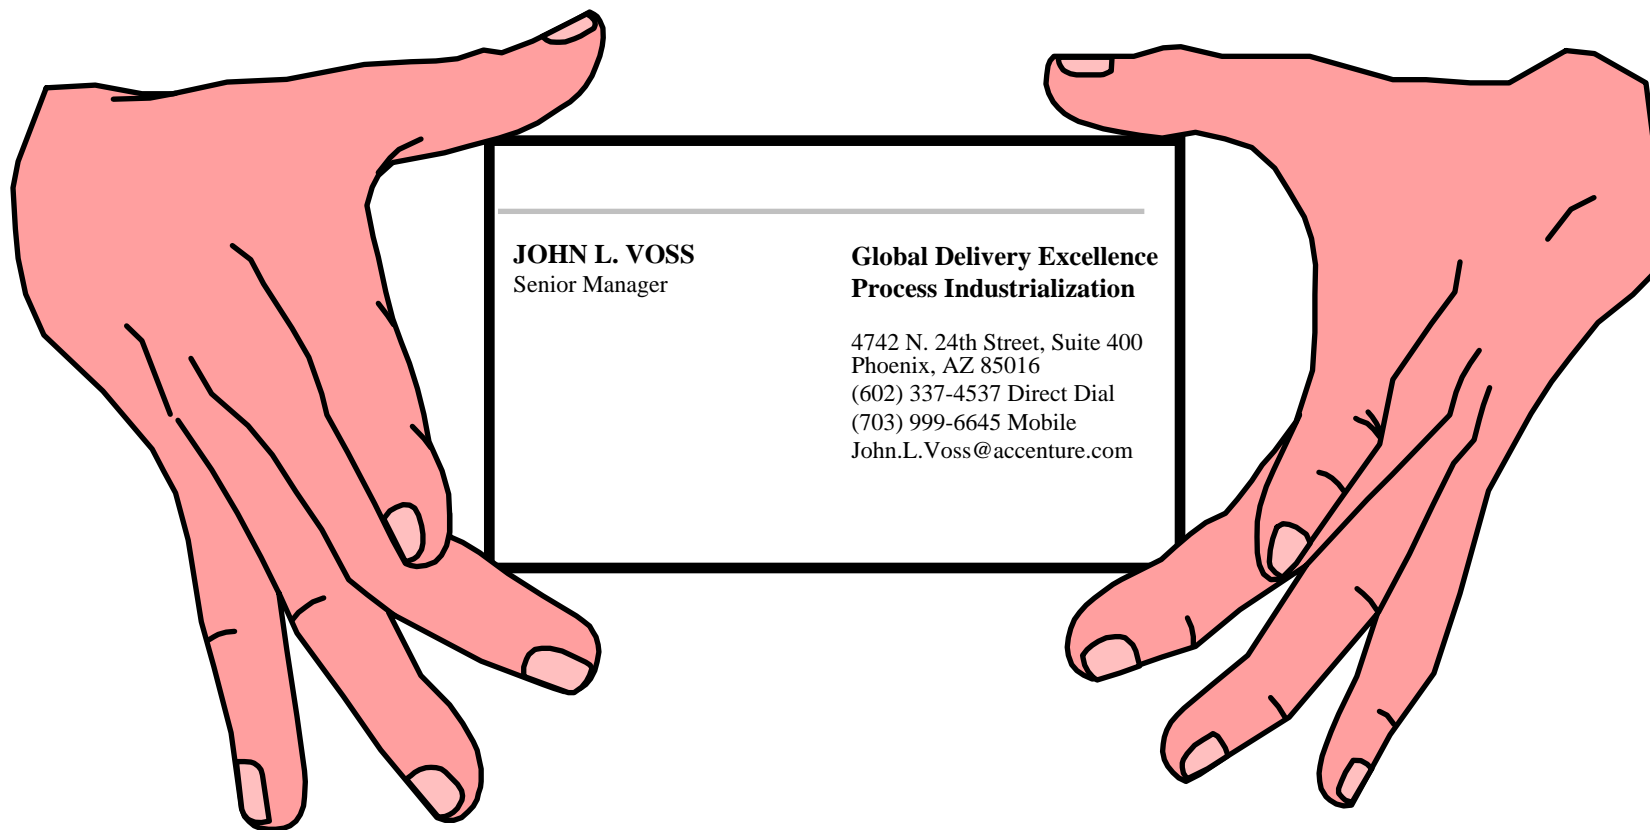 JOHN L. VOSS
Senior Manager
Global Delivery Excellence
Process Industrialization
4742 N. 24th Street, Suite 400
Phoenix, AZ 85016
(602) 337-4537 Direct Dial
(703) 999-6645 Mobile
John.L.Voss@accenture.com